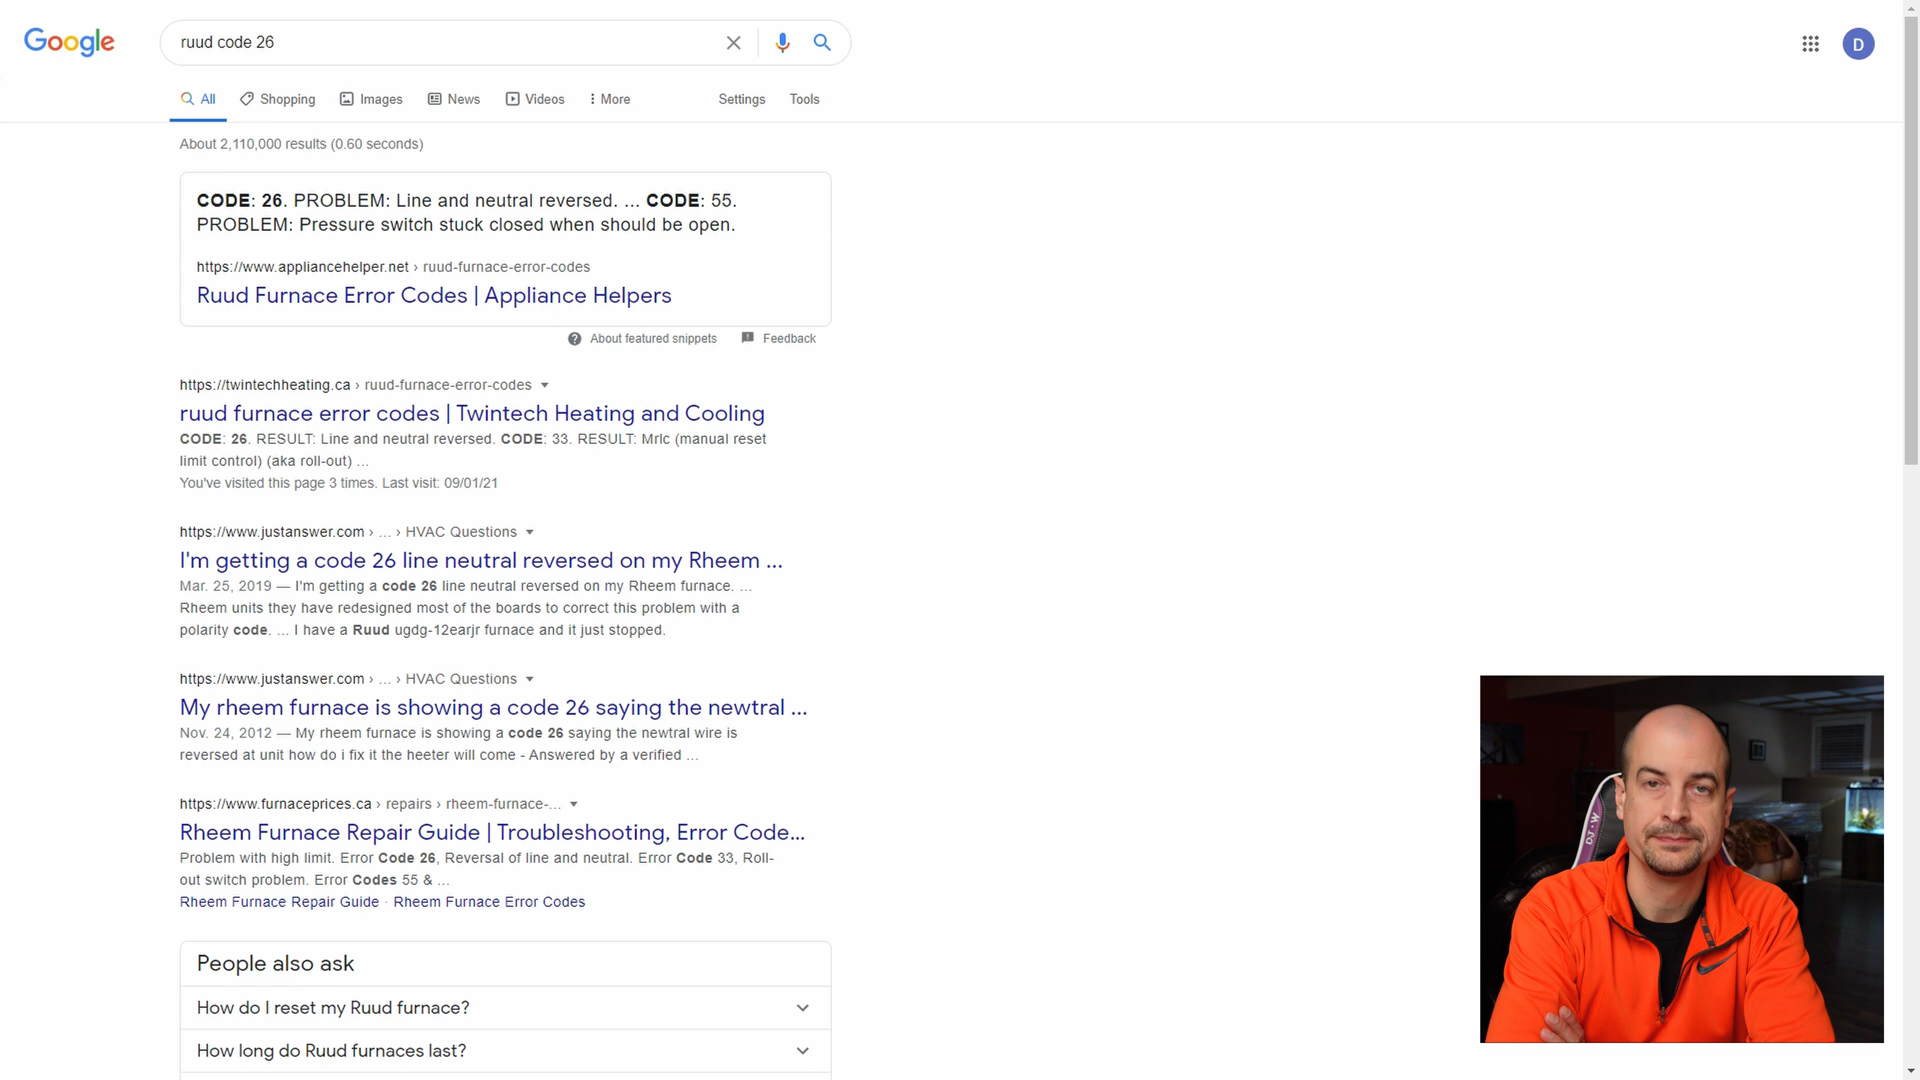 Google
ruud code 26
D
All
Shopping
Images
News
Videos
More
Settings
Tools
About 2,110,000 results (0.60 seconds)
CODE: 26. PROBLEM: Line and neutral reversed. ... CODE: 55.
PROBLEM: Pressure switch stuck closed when should be open.
https://www.appliancehelper.net › ruud-furnace-error-codes
Ruud Furnace Error Codes | Appliance Helpers
About featured snippets
Feedback
https://twintechheating.ca › ruud-furnace-error-codes
ruud furnace error codes | Twintech Heating and Cooling
CODE: 26. RESULT: Line and neutral reversed. CODE: 33. RESULT: Mrlc (manual reset
limit control) (aka roll-out) ...
You've visited this page 3 times. Last visit: 09/01/21
https://www.justanswer.com › ... › HVAC Questions
I'm getting a code 26 line neutral reversed on my Rheem ...
Mar. 25, 2019 — I'm getting a code 26 line neutral reversed on my Rheem furnace. ...
Rheem units they have redesigned most of the boards to correct this problem with a
polarity code. ... I have a Ruud ugdg-12earjr furnace and it just stopped.
https://www.justanswer.com › ... › HVAC Questions
My rheem furnace is showing a code 26 saying the newtral ...
Nov. 24, 2012 — My rheem furnace is showing a code 26 saying the newtral wire is
reversed at unit how do i fix it the heeter will come - Answered by a verified ...
https://www.furnaceprices.ca › repairs › rheem-furnace-...
Rheem Furnace Repair Guide | Troubleshooting, Error Code...
Problem with high limit. Error Code 26, Reversal of line and neutral. Error Code 33, Roll-
out switch problem. Error Codes 55 & ...
Rheem Furnace Repair Guide · Rheem Furnace Error Codes
People also ask
How do I reset my Ruud furnace?
How long do Ruud furnaces last?
DJ·W